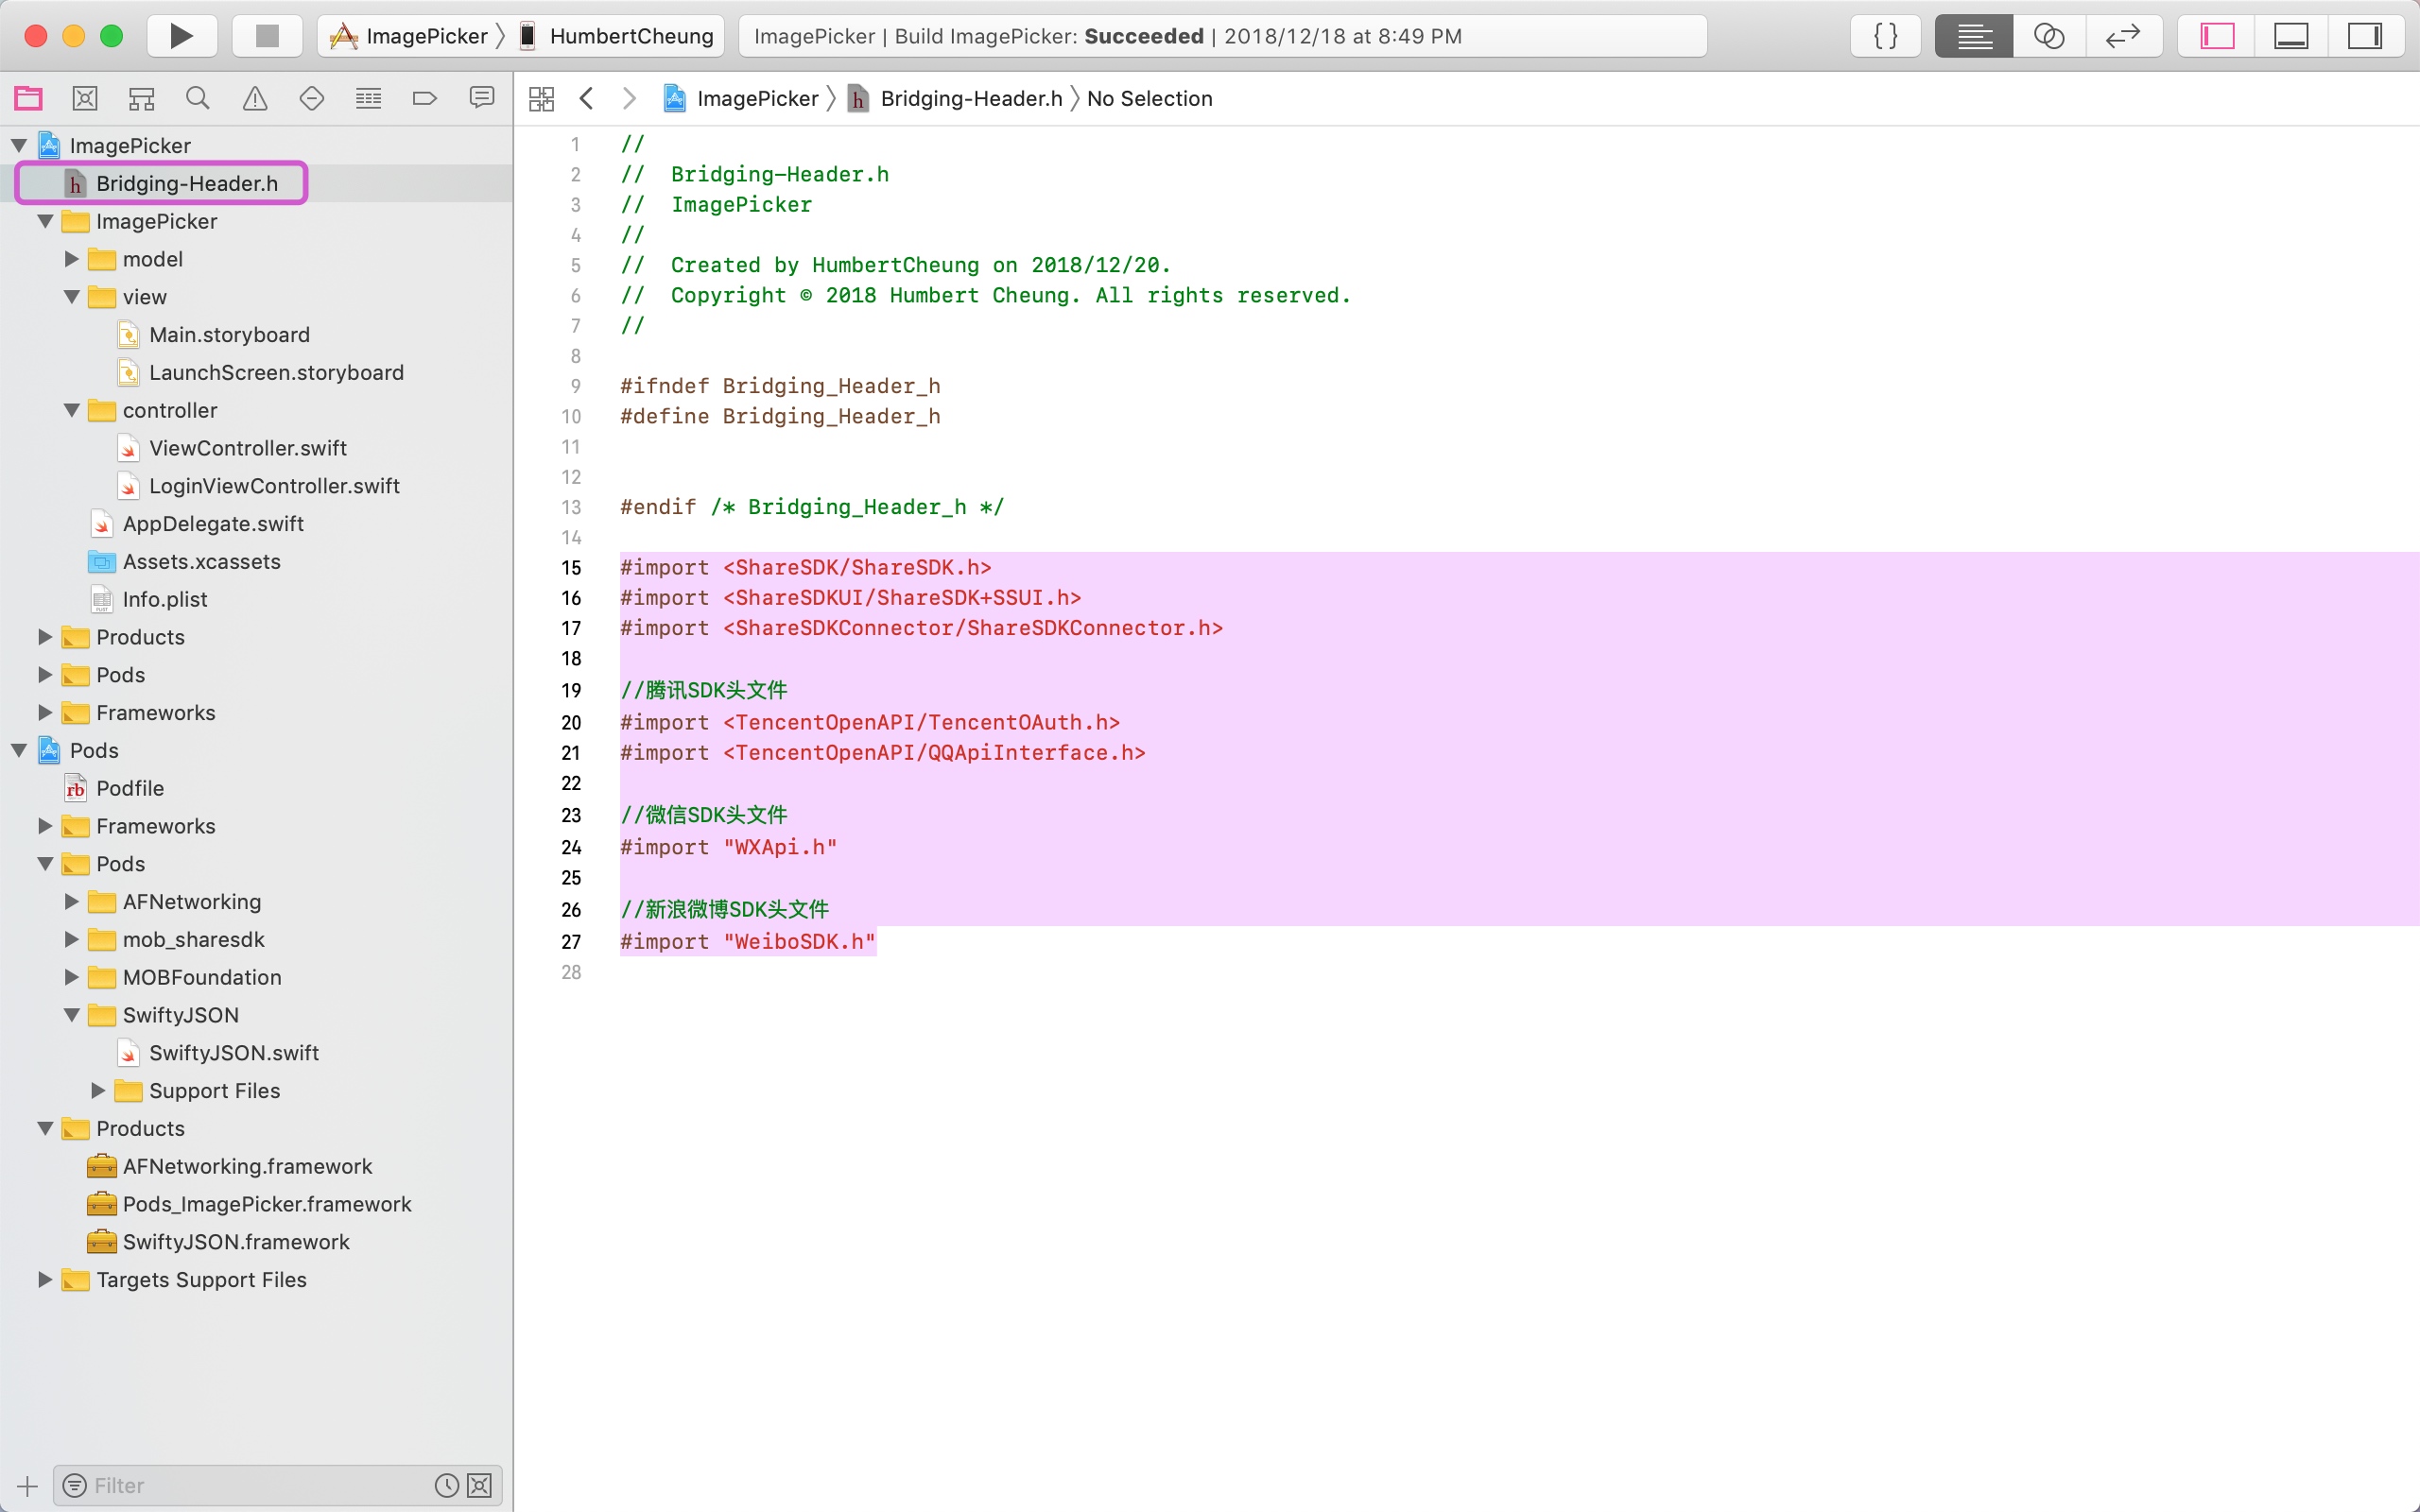 ImagePicker HumbertCheung
ImagePicker | Build ImagePicker: Succeeded | 2018/12/18 at 8:49 PM
{ }
ImagePicker
Bridging-Header.h
ImagePicker
model
view
Main.storyboard
LaunchScreen.storyboard
controller
ViewController.swift
LoginViewController.swift
AppDelegate.swift
Assets.xcassets
Info.plist
Products
Pods
Frameworks
Pods
Podfile
Frameworks
Pods
AFNetworking
mob_sharesdk
MOBFoundation
SwiftyJSON
SwiftyJSON.swift
Support Files
Products
AFNetworking.framework
Pods_ImagePicker.framework
SwiftyJSON.framework
Targets Support Files
Filter
ImagePicker Bridging-Header.h No Selection
1 //
2 //  Bridging-Header.h
3 //  ImagePicker
4 //
5 //  Created by HumbertCheung on 2018/12/20.
6 //  Copyright © 2018 Humbert Cheung. All rights reserved.
7 //
8
9 #ifndef Bridging_Header_h
10 #define Bridging_Header_h
11
12
13 #endif /* Bridging_Header_h */
14
15 #import <ShareSDK/ShareSDK.h>
16 #import <ShareSDKUI/ShareSDK+SSUI.h>
17 #import <ShareSDKConnector/ShareSDKConnector.h>
18
19 //腾讯SDK头文件
20 #import <TencentOpenAPI/TencentOAuth.h>
21 #import <TencentOpenAPI/QQApiInterface.h>
22
23 //微信SDK头文件
24 #import "WXApi.h"
25
26 //新浪微博SDK头文件
27 #import "WeiboSDK.h"
28